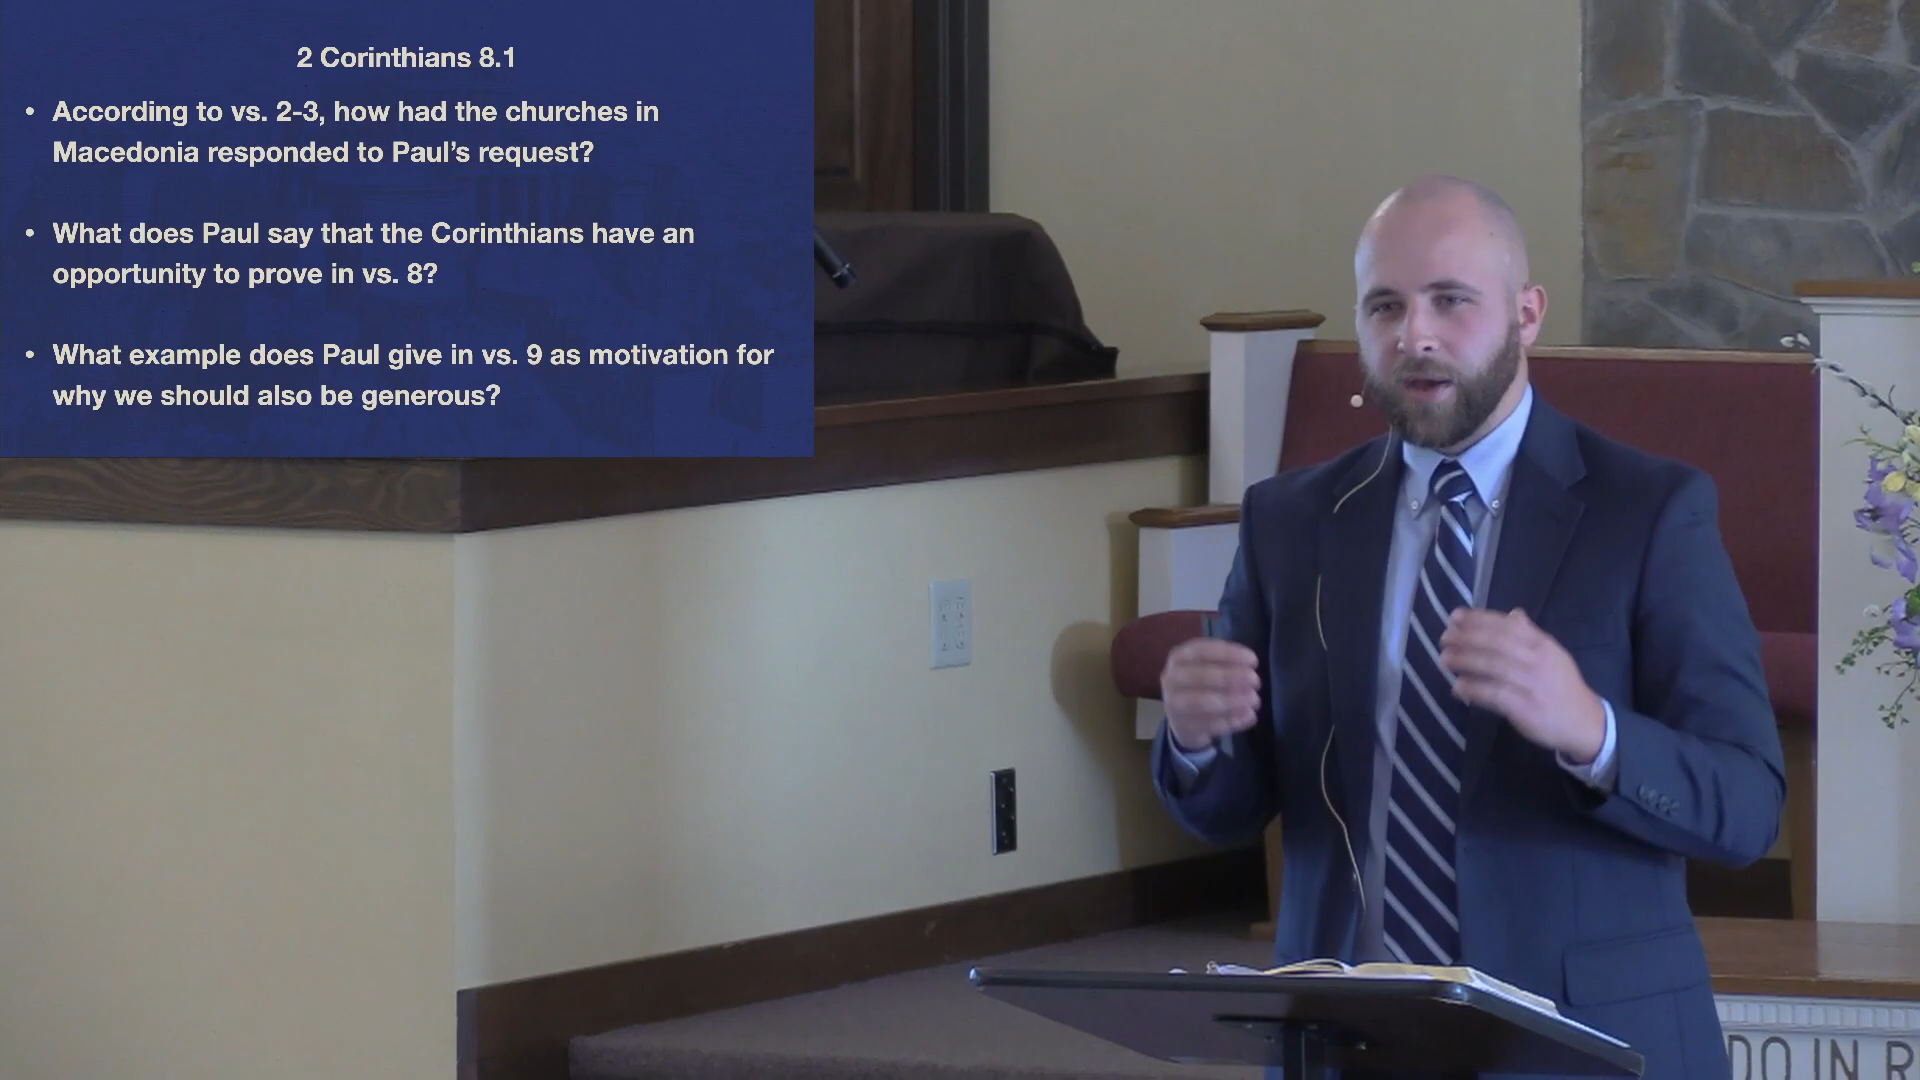 2 Corinthians 8.1
• According to vs. 2-3, how had the churches in
Macedonia responded to Paul’s request?
• What does Paul say that the Corinthians have an
opportunity to prove in vs. 8?
• What example does Paul give in vs. 9 as motivation for
why we should also be generous?
DO IN R